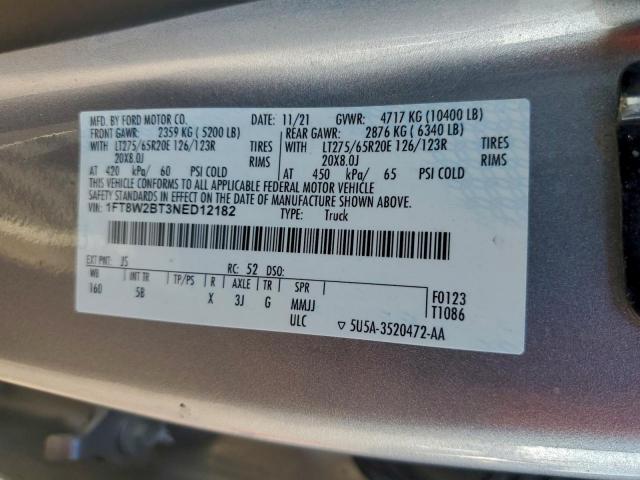 MFD. BY FORD MOTOR CO.
DATE: 11/21 GVWR: 4717 KG (10400 LB)
FRONT GAWR: 2359 KG ( 5200 LB) REAR GAWR: 2876 KG ( 6340 LB)
WITH LT275/65R20E 126/123R TIRES WITH LT275/65R20E 126/123R TIRES
20X8.0J RIMS 20X8.0J RIMS
AT 420 kPa/ 60 PSI COLD AT 450 kPa/ 65 PSI COLD
THIS VEHICLE CONFORMS TO ALL APPLICABLE FEDERAL MOTOR VEHICLE
SAFETY STANDARDS IN EFFECT ON THE DATE OF MANUFACTURE SHOWN ABOVE.
VIN: 1FT8W2BT3NED12182 TYPE: Truck
EXT PNT: JS RC: 52 DSO:
WB INT TR TP/PS R AXLE TR SPR
160 5B X 3J G MMJJ F0123
ULC T1086
▽ 5U5A-3520472-AA